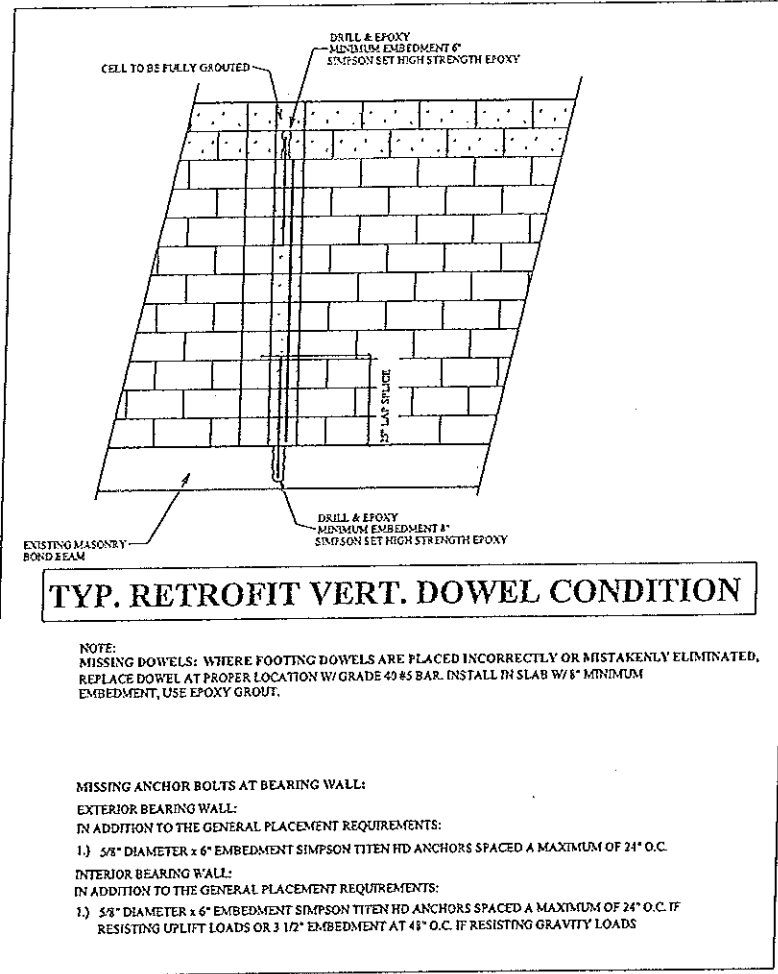 DRILL & EPOXY
MINIMUM EMBEDMENT 6"
SIMPSON SET HIGH STRENGTH EPOXY
CELL TO BE FULLY GROUTED
25" LAP SPLICE
DRILL & EPOXY
MINIMUM EMBEDMENT 8"
SIMPSON SET HIGH STRENGTH EPOXY
EXISTING MASONRY
BOND BEAM
TYP. RETROFIT VERT. DOWEL CONDITION
NOTE:
MISSING DOWELS: WHERE FOOTING DOWELS ARE PLACED INCORRECTLY OR MISTAKENLY ELIMINATED,
REPLACE DOWEL AT PROPER LOCATION W/ GRADE 40 #5 BAR. INSTALL IN SLAB W/ 8" MINIMUM
EMBEDMENT, USE EPOXY GROUT.
MISSING ANCHOR BOLTS AT BEARING WALL:
EXTERIOR BEARING WALL:
IN ADDITION TO THE GENERAL PLACEMENT REQUIREMENTS:
1.) 5/8" DIAMETER x 6" EMBEDMENT SIMPSON TITEN HD ANCHORS SPACED A MAXIMUM OF 24" O.C.
INTERIOR BEARING WALL:
IN ADDITION TO THE GENERAL PLACEMENT REQUIREMENTS:
1.) 5/8" DIAMETER x 6" EMBEDMENT SIMPSON TITEN HD ANCHORS SPACED A MAXIMUM OF 24" O.C. IF
RESISTING UPLIFT LOADS OR 3 1/2" EMBEDMENT AT 48" O.C. IF RESISTING GRAVITY LOADS